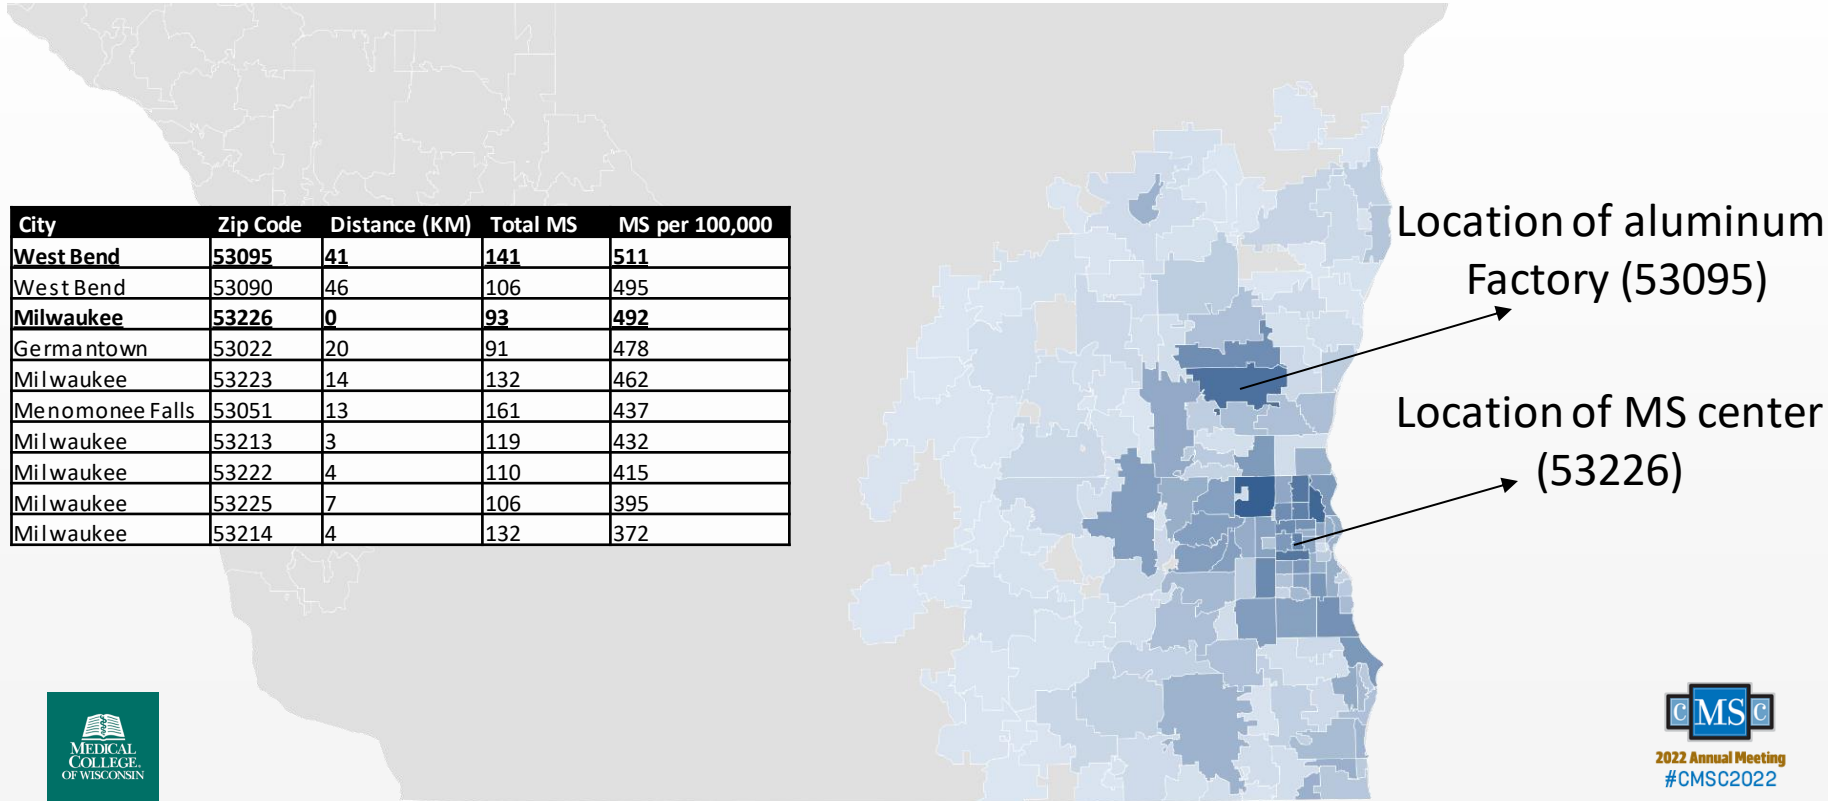 City Zip Code Distance (KM) Total MS MS per 100,000
West Bend 53095 41 141 511
West Bend 53090 46 106 495
Milwaukee 53226 0 93 492
Germantown 53022 20 91 478
Milwaukee 53223 14 132 462
Menomonee Falls 53051 13 161 437
Milwaukee 53213 3 119 432
Milwaukee 53222 4 110 415
Milwaukee 53225 7 106 395
Milwaukee 53214 4 132 372
Location of aluminum
Factory (53095)
Location of MS center
(53226)
MEDICAL
COLLEGE.
OF WISCONSIN
C MS C
2022 Annual Meeting
#CMSC2022